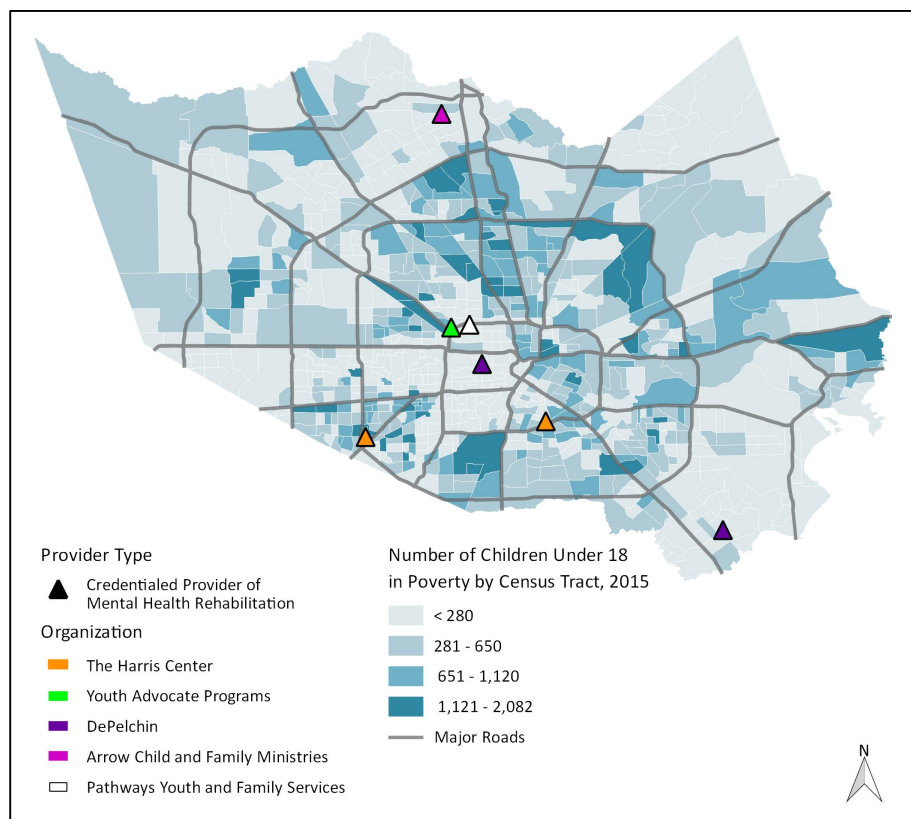 Provider Type
Credentialed Provider of
Mental Health Rehabilitation
Organization
The Harris Center
Youth Advocate Programs
DePelchin
Arrow Child and Family Ministries
Pathways Youth and Family Services
Number of Children Under 18
in Poverty by Census Tract, 2015
< 280
281 - 650
651 - 1,120
1,121 - 2,082
Major Roads
N